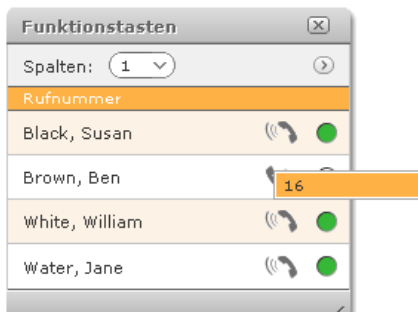 Funktionstasten
Spalten: 1
Rufnummer
Black, Susan
Brown, Ben
16
White, William
Water, Jane